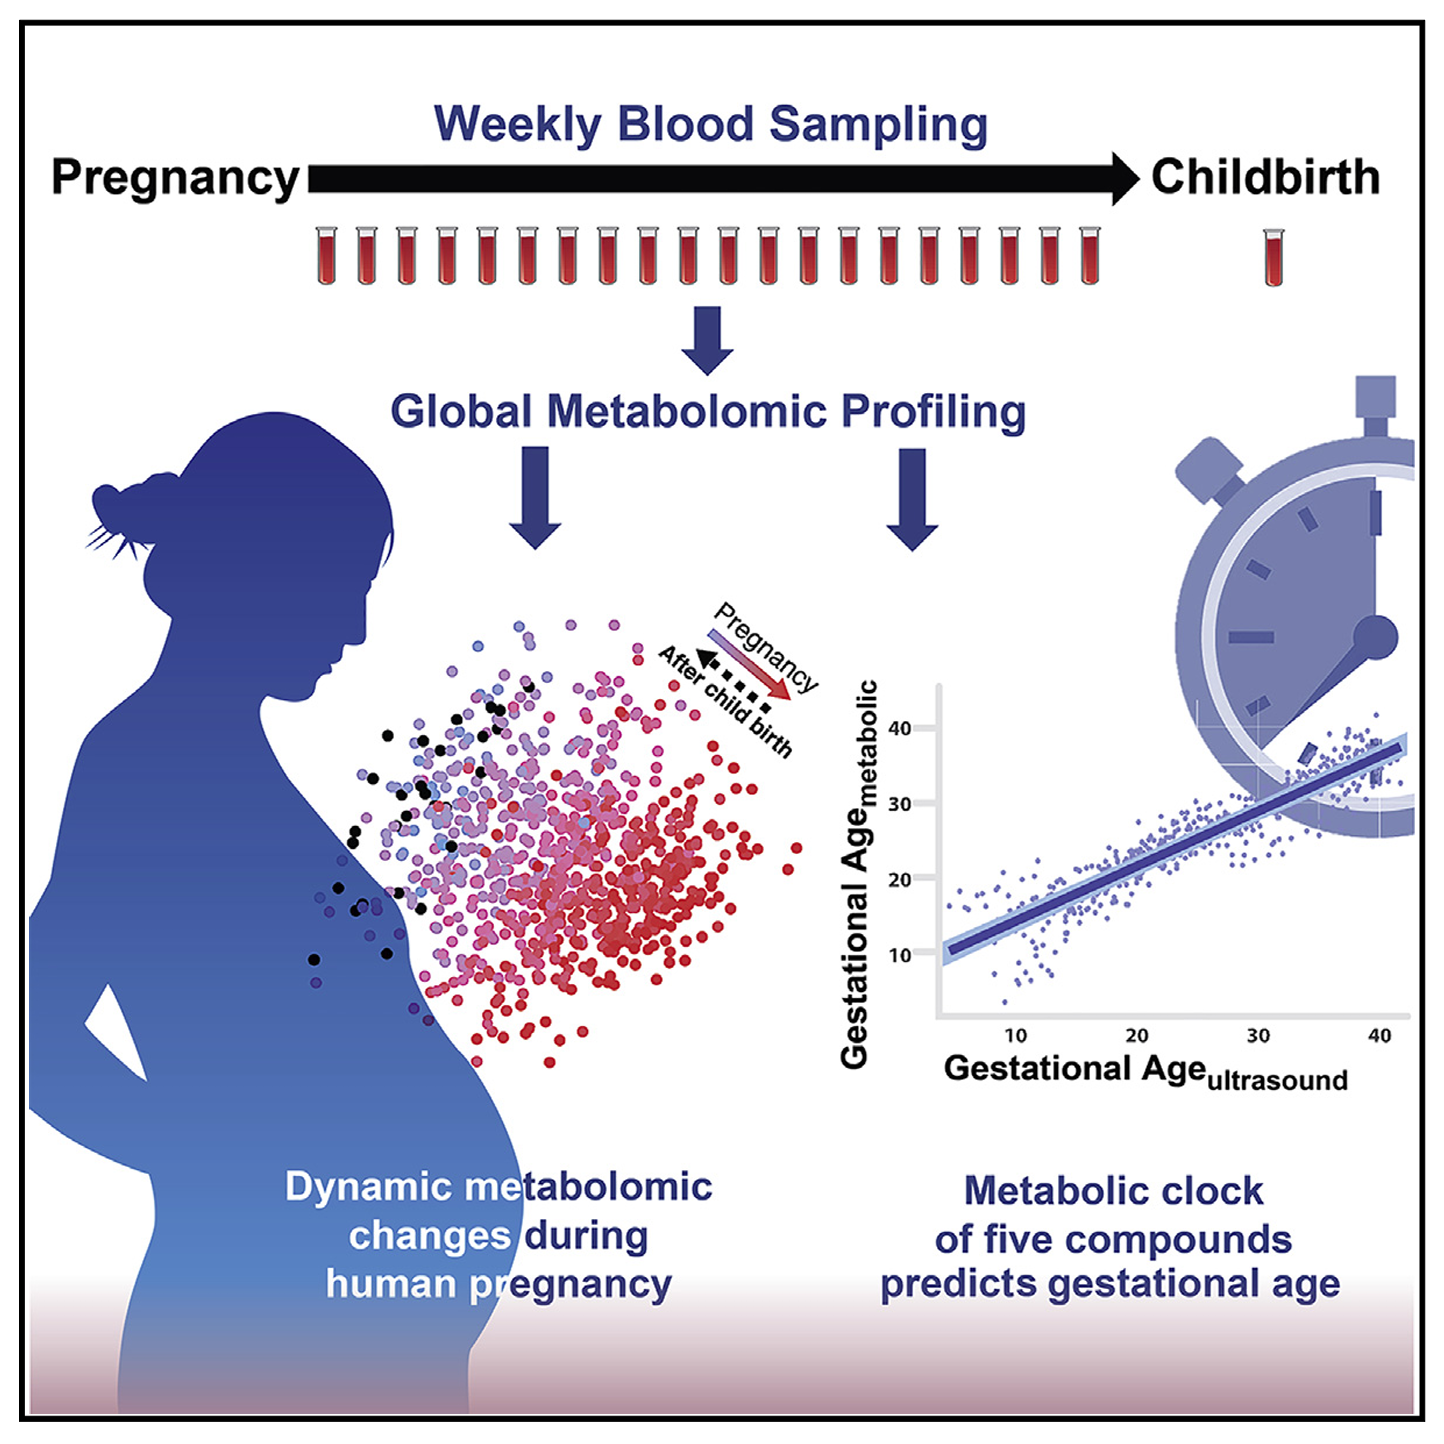 Weekly Blood Sampling
Pregnancy
Childbirth
Global Metabolomic Profiling
Pregnancy
After child birth
Gestational Age metabolic
40
30
20
10
10 20 30 40
Gestational Age ultrasound
Dynamic metabolomic
changes during
human pregnancy
Metabolic clock
of five compounds
predicts gestational age